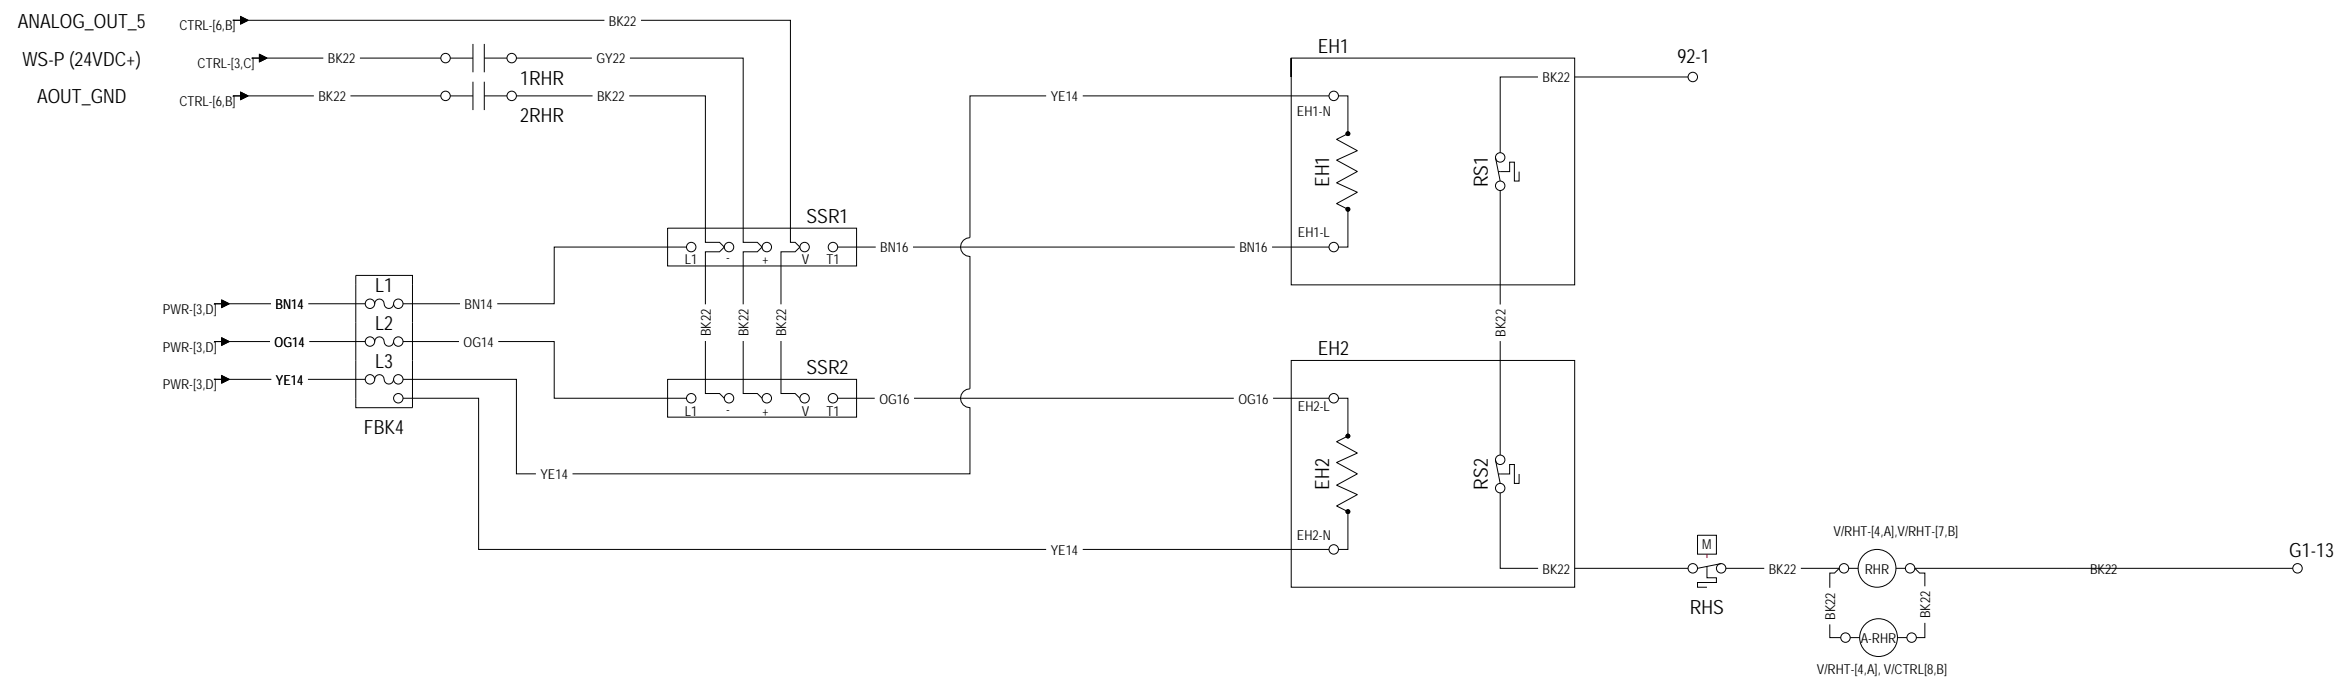 ANALOG_OUT_5 CTRL-[6,B] BK22
WS-P (24VDC+) CTRL-[3,C] BK22 GY22
1RHR
AOUT_GND CTRL-[6,B] BK22 BK22
2RHR
EH1
92-1
BK22
YE14
EH1-N
EH1
RS1
EH1-L
SSR1
L1 - + V T1
BN16 BN16
PWR-[3,D] BN14 L1 BN14
PWR-[3,D] OG14 L2 OG14
PWR-[3,D] YE14 L3
FBK4
BK22 BK22 BK22
BK22
SSR2
L1 - + V T1
OG16 OG16
EH2
EH2-L
EH2
RS2
EH2-N
YE14
YE14
BK22
M
RHS
BK22
V/RHT-[4,A],V/RHT-[7,B]
RHR
BK22
G1-13
BK22 BK22
A-RHR
V/RHT-[4,A], V/CTRL[8,B]